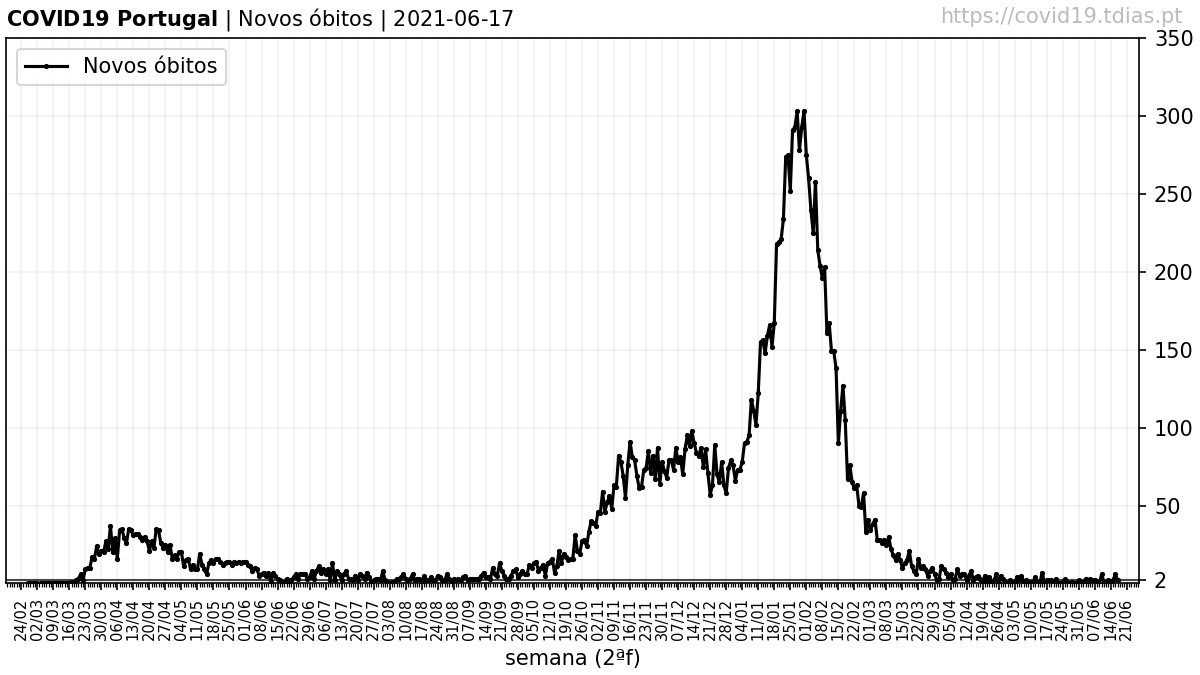 COVID19 Portugal | Novos óbitos | 2021-06-17
https://covid19.tdias.pt
Novos óbitos
350
300
250
200
150
100
50
2
24/02 02/03 09/03 16/03 23/03 30/03 06/04 13/04 20/04 27/04 04/05 11/05 18/05 25/05 01/06 08/06 15/06 22/06 29/06 06/07 13/07 20/07 27/07 03/08 10/08 17/08 24/08 31/08 07/09 14/09 21/09 28/09 05/10 12/10 19/10 26/10 02/11 09/11 16/11 23/11 30/11 07/12 14/12 21/12 28/12 04/01 11/01 18/01 25/01 01/02 08/02 15/02 22/02 01/03 08/03 15/03 22/03 29/03 05/04 12/04 19/04 26/04 03/05 10/05 17/05 24/05 31/05 07/06 14/06 21/06
semana (2ªf)